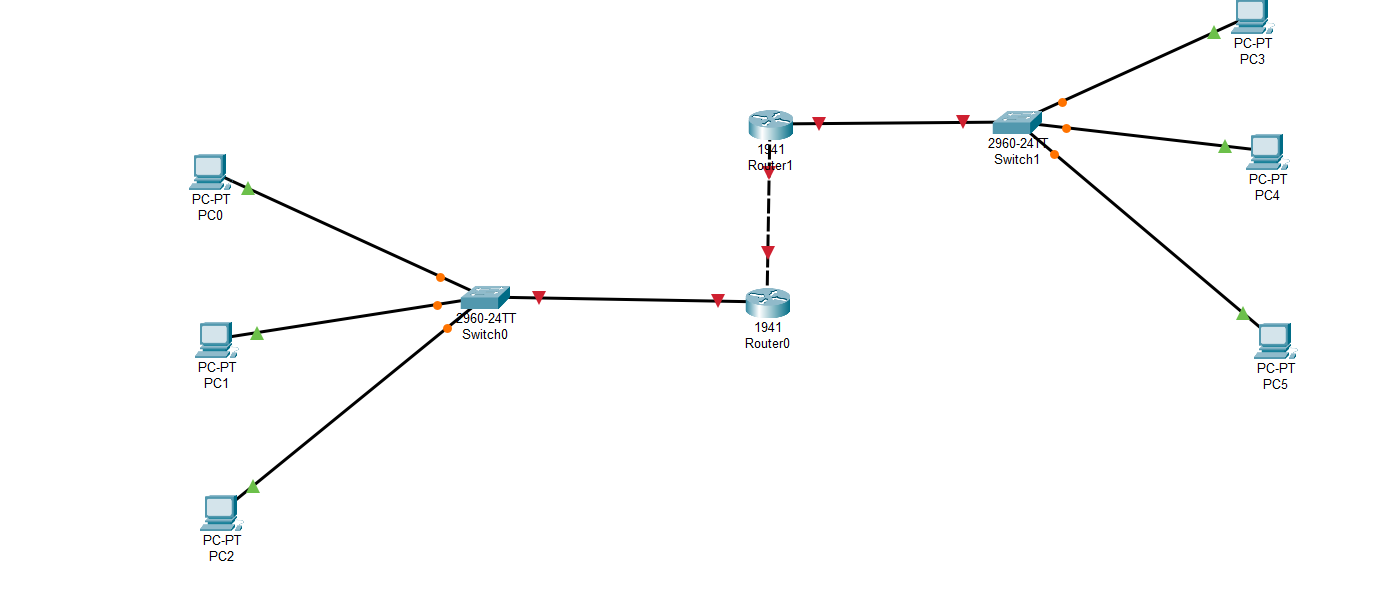 PC-PT
PC3
1941
Router1
2960-24TT
Switch1
PC-PT
PC4
PC-PT
PC0
2960-24TT
Switch0
1941
Router0
PC-PT
PC1
PC-PT
PC5
PC-PT
PC2